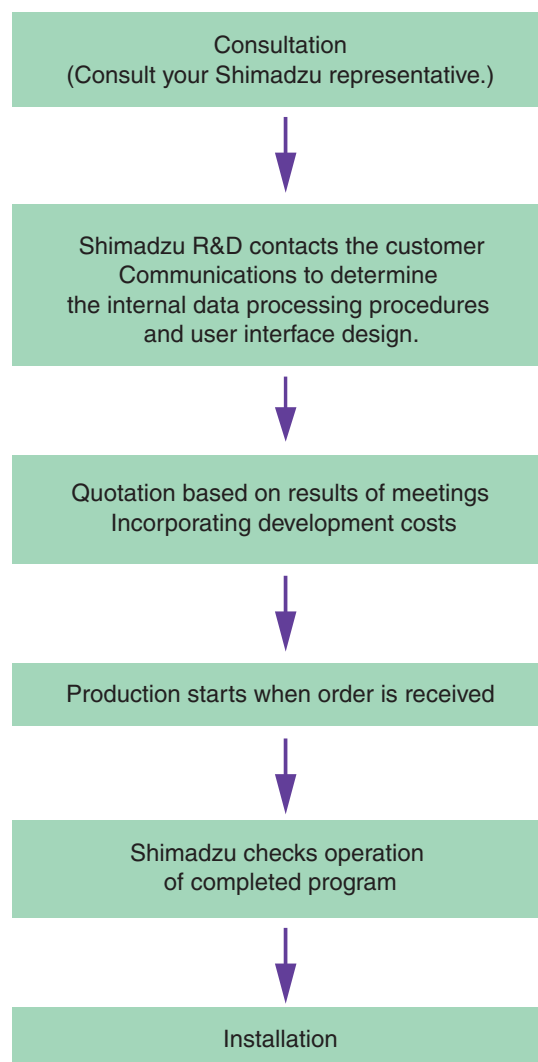 Consultation
(Consult your Shimadzu representative.)
Shimadzu R&D contacts the customer
Communications to determine
the internal data processing procedures
and user interface design.
Quotation based on results of meetings
Incorporating development costs
Production starts when order is received
Shimadzu checks operation
of completed program
Installation